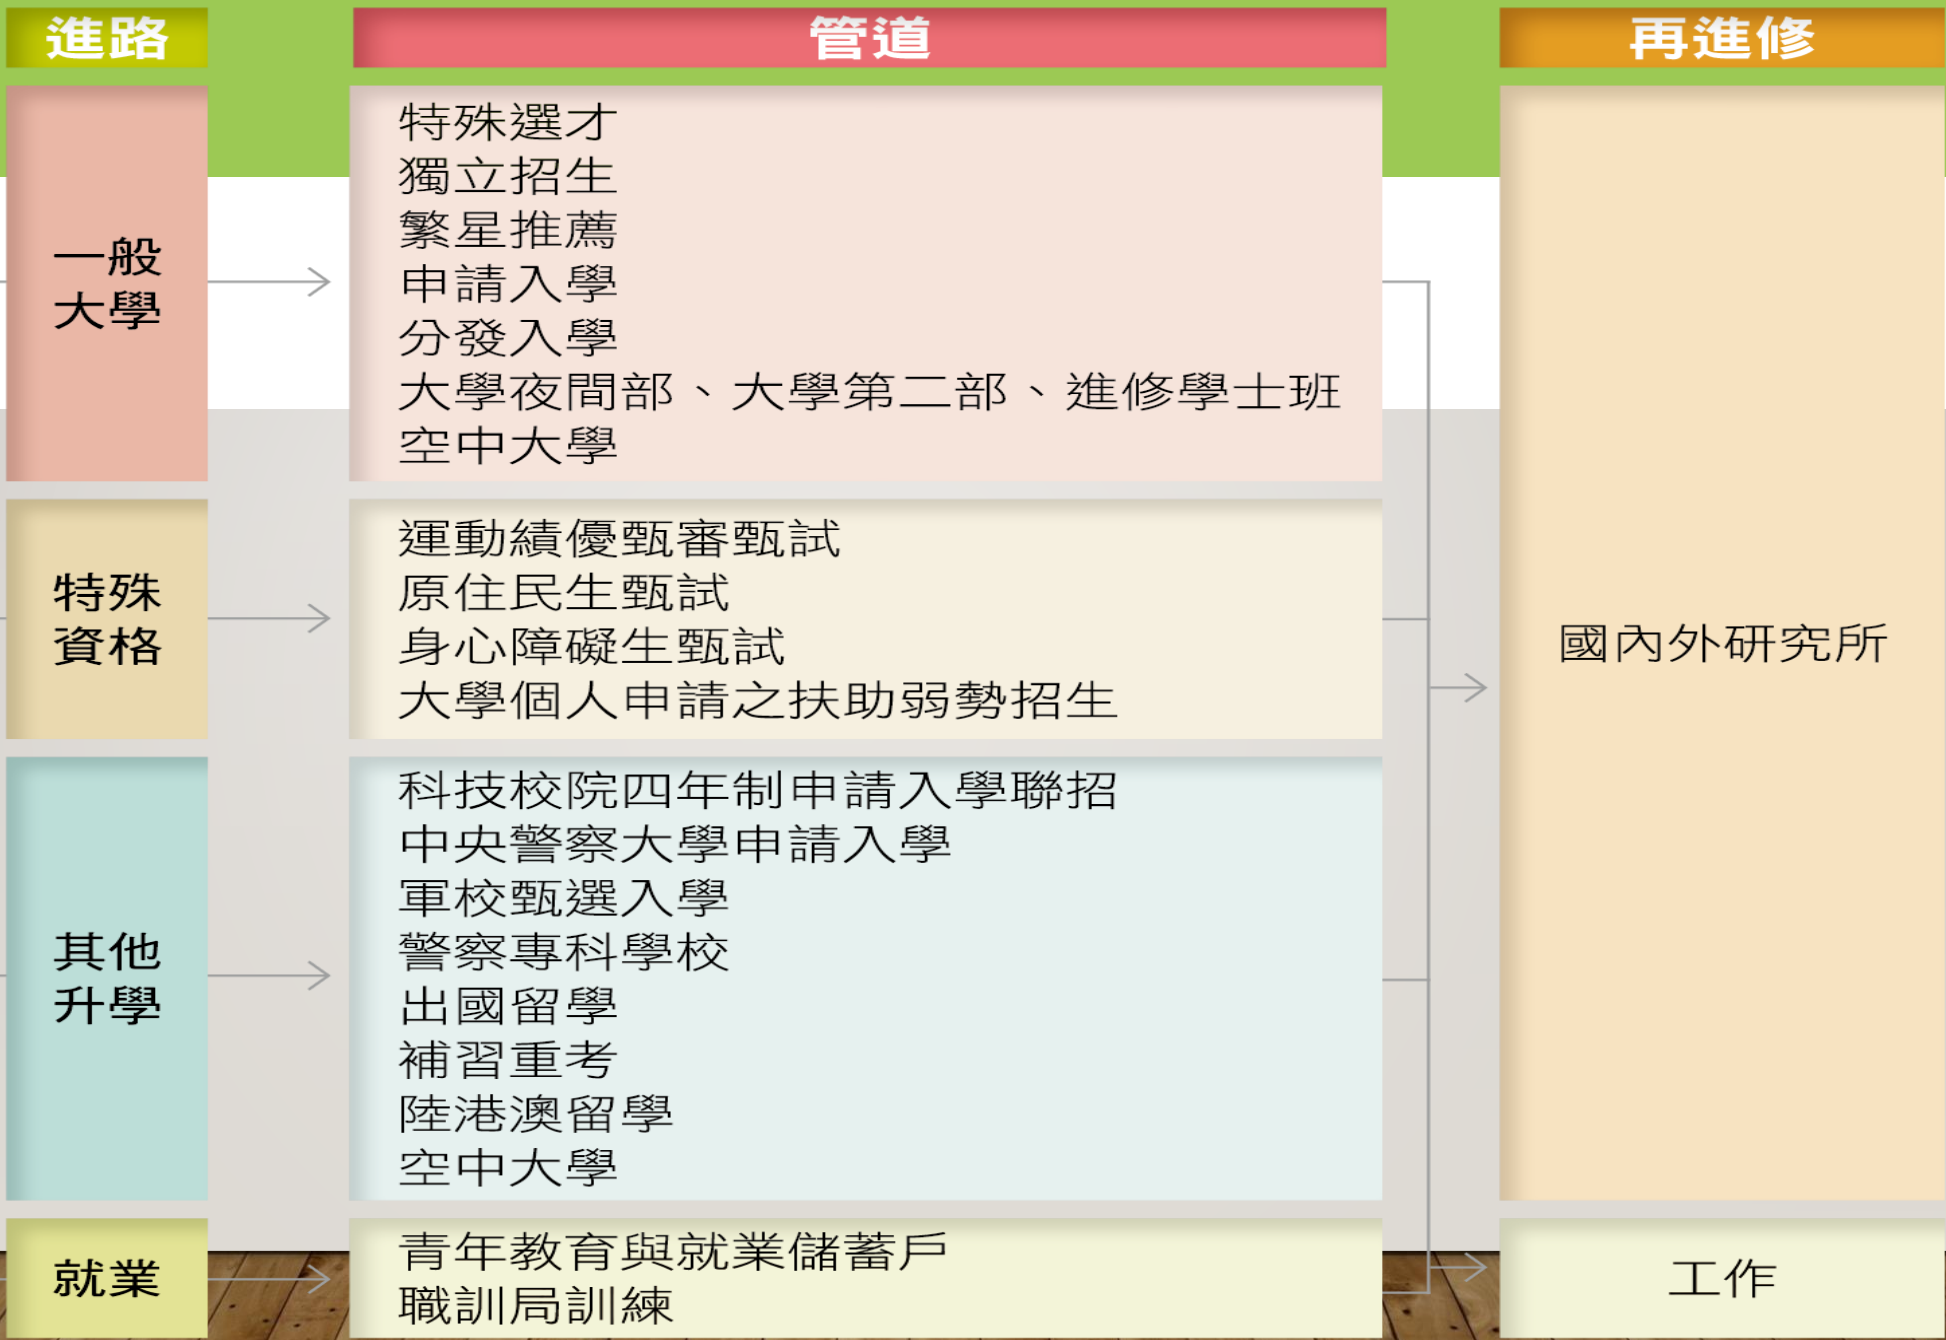 進路
管道
再進修
一般
大學
特殊選才
獨立招生
繁星推薦
申請入學
分發入學
大學夜間部、大學第二部、進修學士班
空中大學
特殊
資格
運動績優甄審甄試
原住民生甄試
身心障礙生甄試
大學個人申請之扶助弱勢招生
國內外研究所
其他
升學
科技校院四年制申請入學聯招
中央警察大學申請入學
軍校甄選入學
警察專科學校
出國留學
補習重考
陸港澳留學
空中大學
就業
青年教育與就業儲蓄戶
職訓局訓練
工作